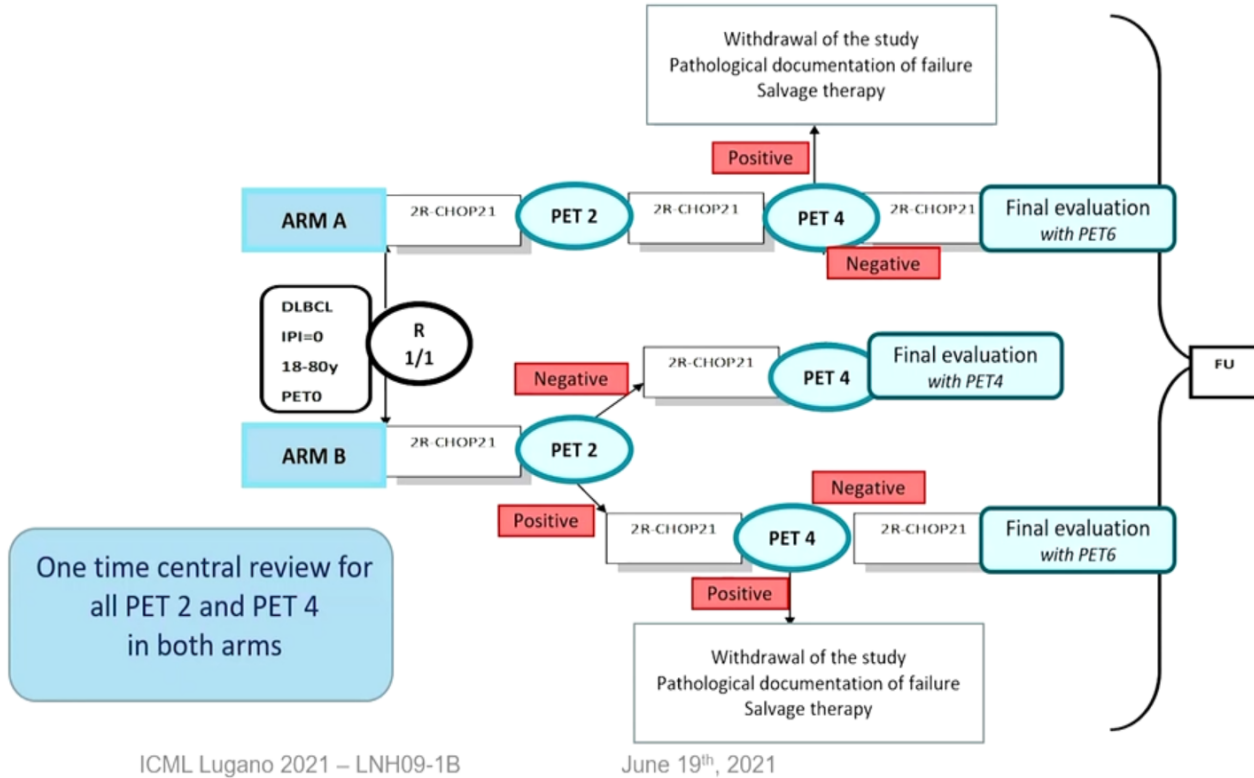 Withdrawal of the study
Pathological documentation of failure
Salvage therapy
Positive
ARM A
2R-CHOP21
PET 2
2R-CHOP21
PET 4
2R-CHOP21
Final evaluation
with PET6
Negative
DLBCL
IPI=0
18-80y
PET0
R
1/1
Negative
2R-CHOP21
PET 4
Final evaluation
with PET4
FU
ARM B
2R-CHOP21
PET 2
Positive
2R-CHOP21
PET 4
Negative
2R-CHOP21
Final evaluation
with PET6
Positive
One time central review for
all PET 2 and PET 4
in both arms
Withdrawal of the study
Pathological documentation of failure
Salvage therapy
ICML Lugano 2021 – LNH09-1B
June 19th, 2021